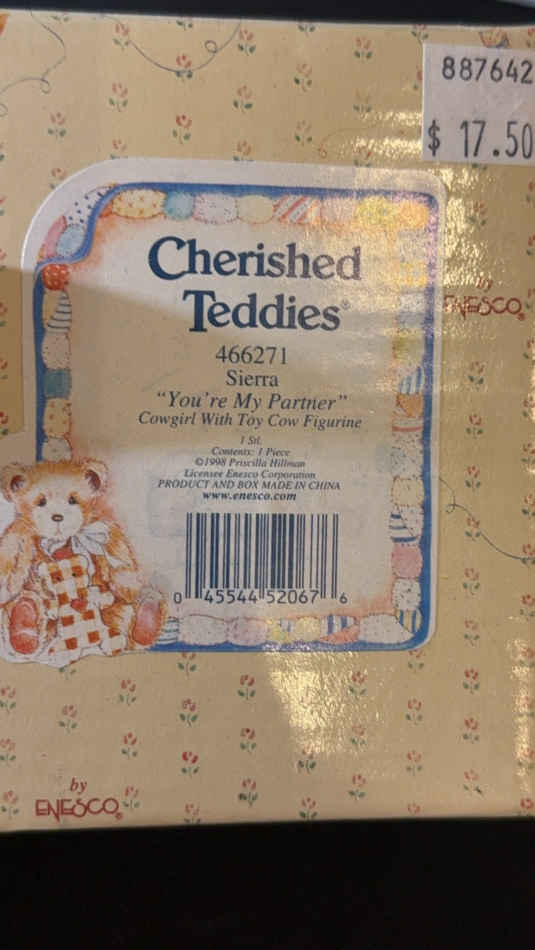 887642
$ 17.50
Cherished
Teddies®
by
ENESCO®
466271
Sierra
"You're My Partner"
Cowgirl With Toy Cow Figurine
1 Stl.
Contents: 1 Piece
©1998 Priscilla Hillman
Licensee Enesco Corporation
PRODUCT AND BOX MADE IN CHINA
www.enesco.com
0 45544 52067 6
by
ENESCO®